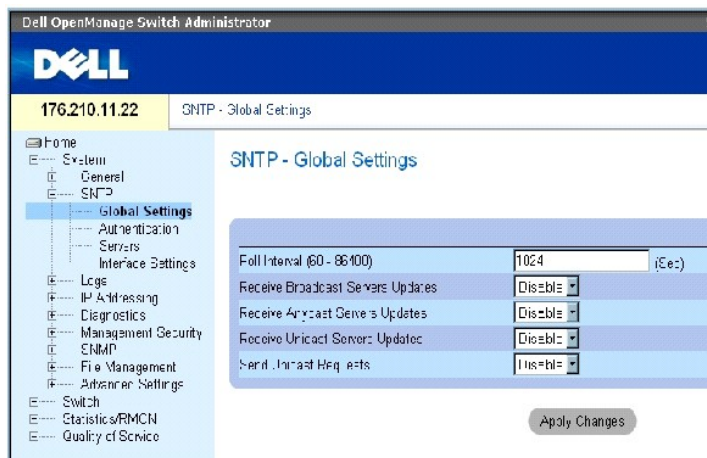 Dell OpenManage Switch Administrator
DELL
176.210.11.22
SNTP - Global Settings
Home
System
General
SNTP
Global Settings
Authentication
Servers
Interface Settings
Logs
IP Addressing
Diagnostics
Management Security
SNMP
File Management
Advanced Settings
Switch
Statistics/RMON
Quality of Service
SNTP - Global Settings
Poll Interval (60 - 86400) 1024 (Sec)
Receive Broadcast Servers Updates Disable
Receive Anycast Servers Updates Disable
Receive Unicast Servers Updates Disable
Send Unicast Requests Disable
Apply Changes